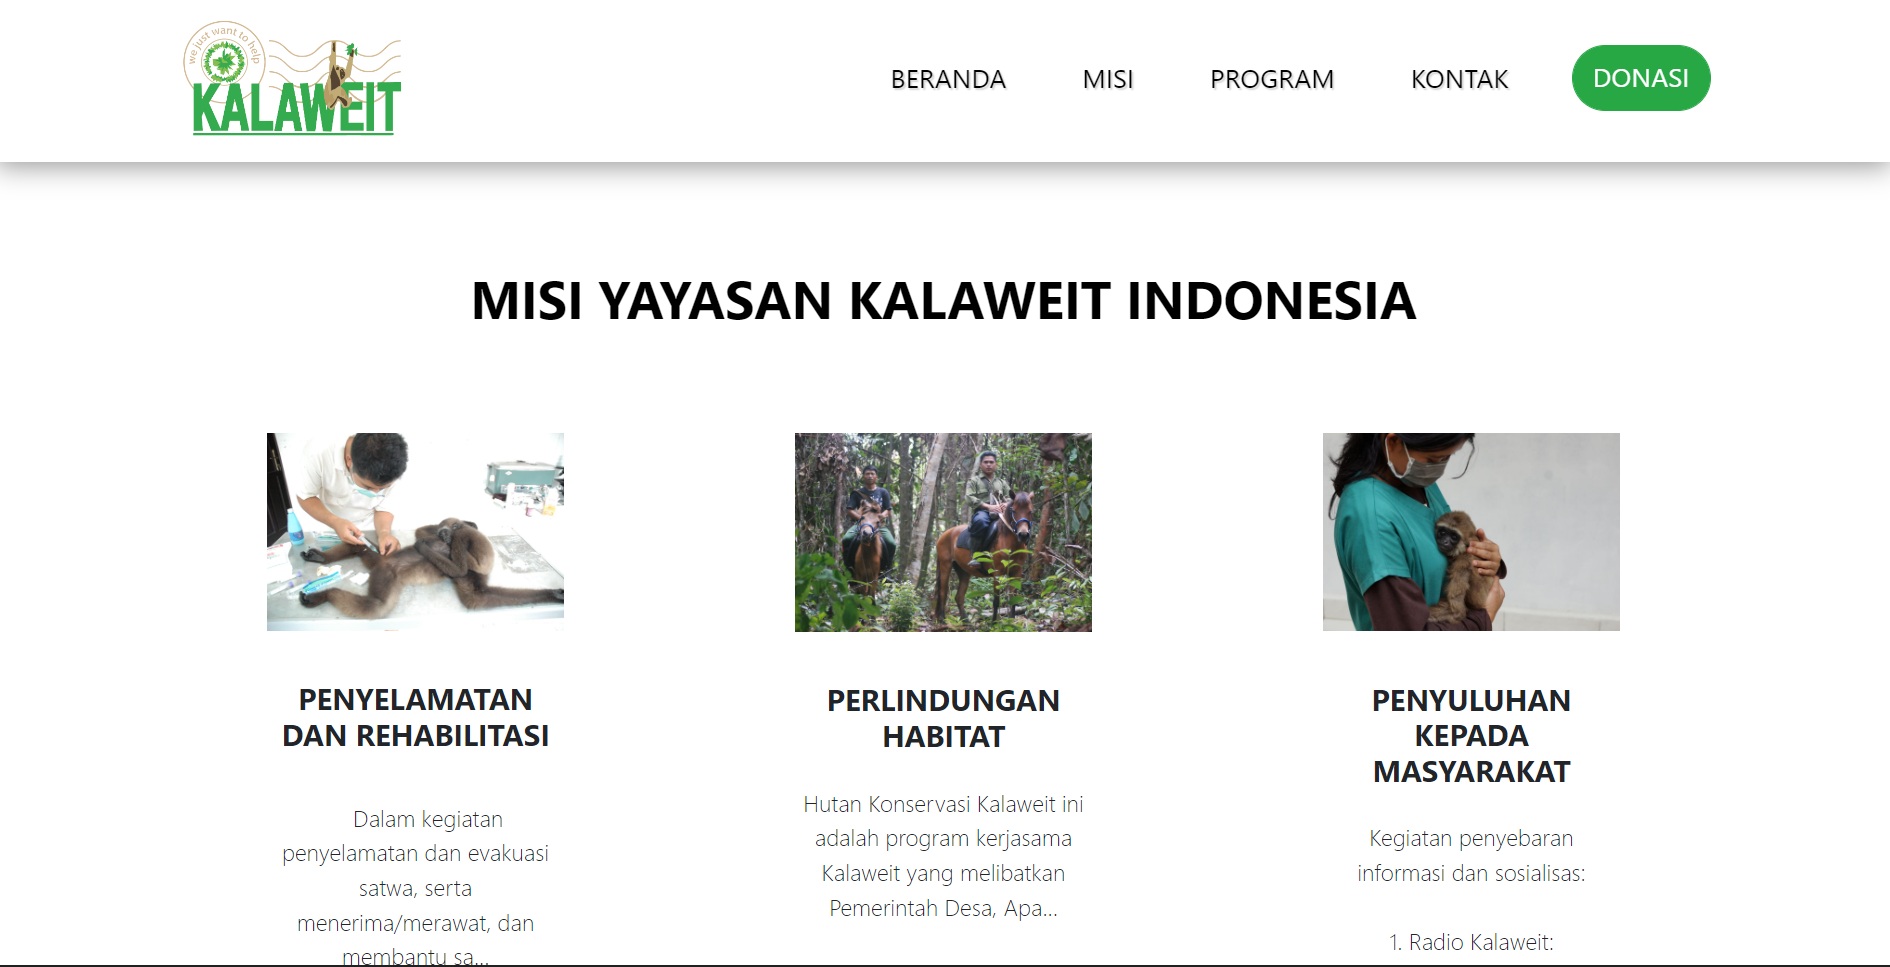 we just want to help
KALAWEIT
BERANDA
MISI
PROGRAM
KONTAK
DONASI
MISI YAYASAN KALAWEIT INDONESIA
PENYELAMATAN
DAN REHABILITASI
Dalam kegiatan
penyelamatan dan evakuasi
satwa, serta
menerima/merawat, dan
membantu sa...
PERLINDUNGAN
HABITAT
Hutan Konservasi Kalaweit ini
adalah program kerjasama
Kalaweit yang melibatkan
Pemerintah Desa, Apa...
PENYULUHAN
KEPADA
MASYARAKAT
Kegiatan penyebaran
informasi dan sosialisas:
1. Radio Kalaweit: